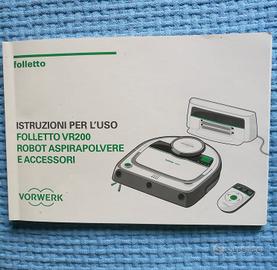 folletto
ISTRUZIONI PER L'USO
FOLLETTO VR200
ROBOT ASPIRAPOLVERE
E ACCESSORI
VORWERK